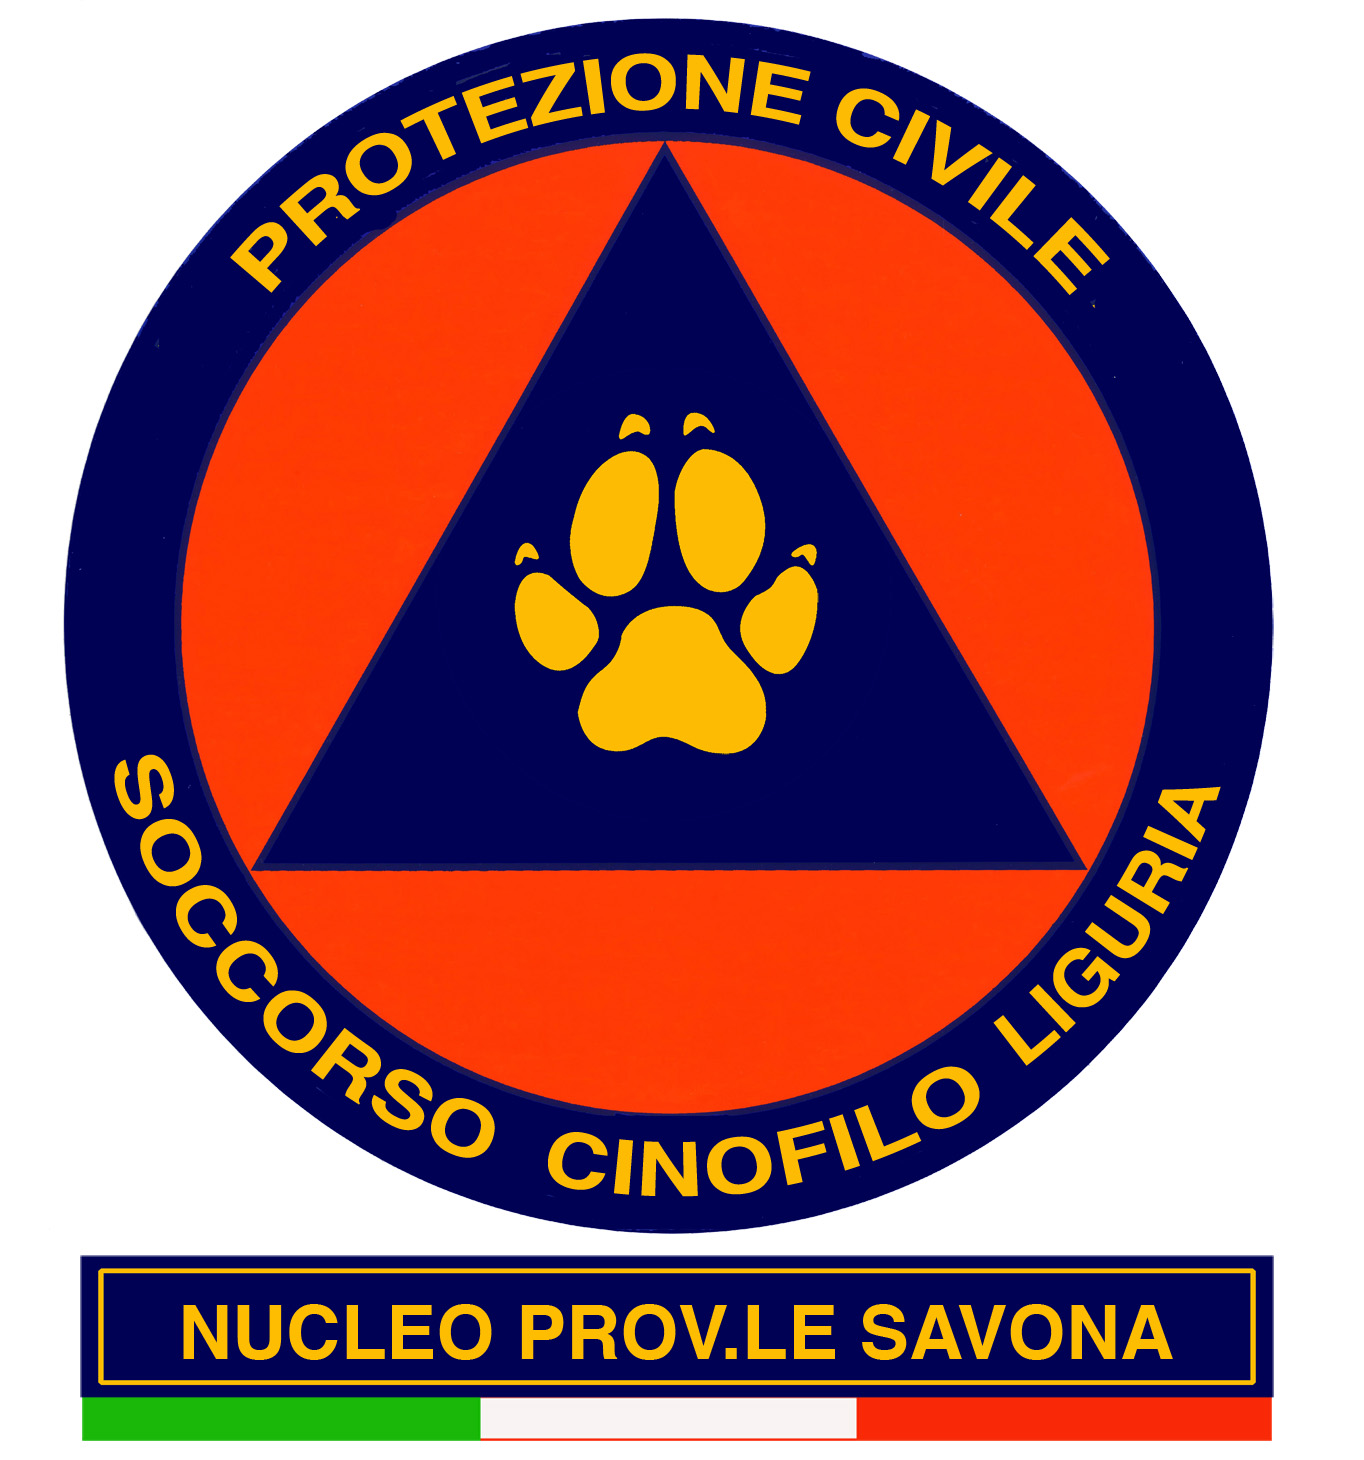 PROTEZIONE CIVILE
SOCCORSO CINOFILO LIGURIA
NUCLEO PROV.LE SAVONA